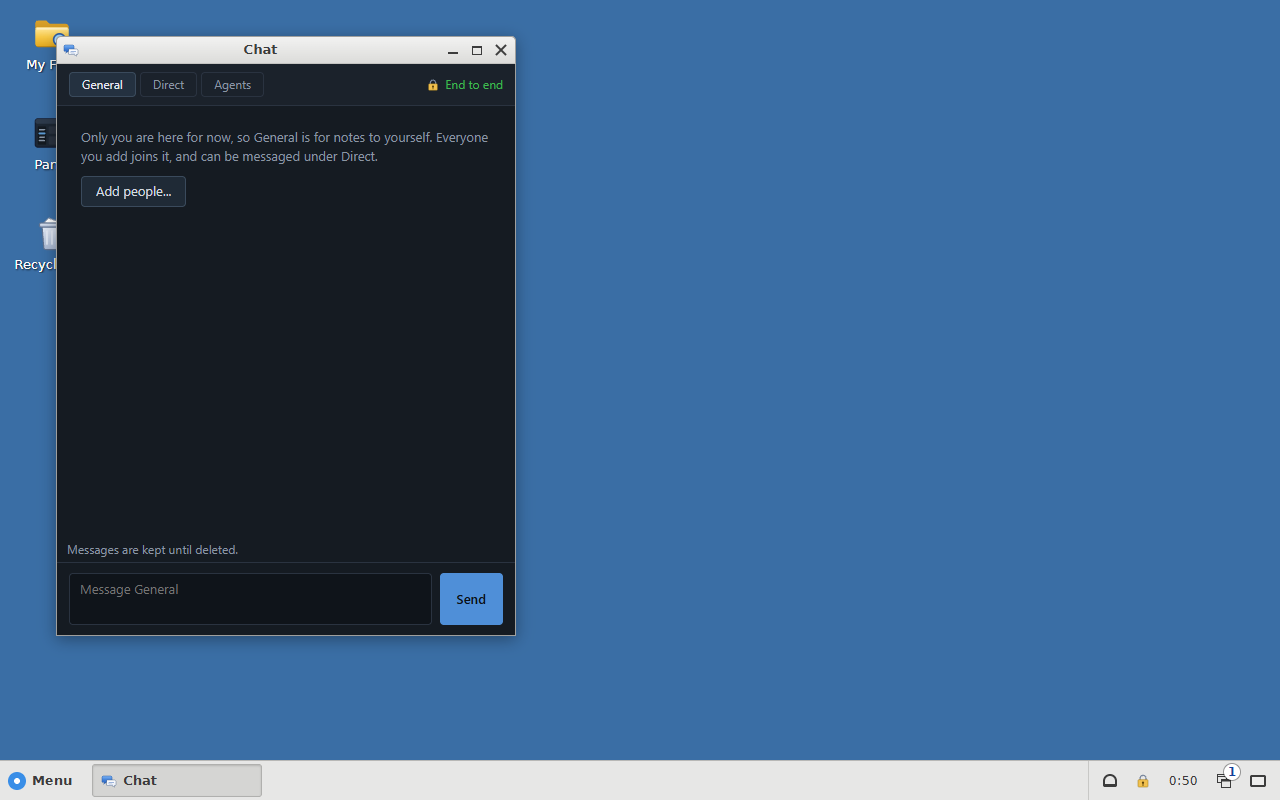 My F
Chat
General
Direct
Agents
End to end
Only you are here for now, so General is for notes to yourself. Everyone
you add joins it, and can be messaged under Direct.
Add people...
Pan
Recycl
Messages are kept until deleted.
Message General
Send
Menu
Chat
0:50
1